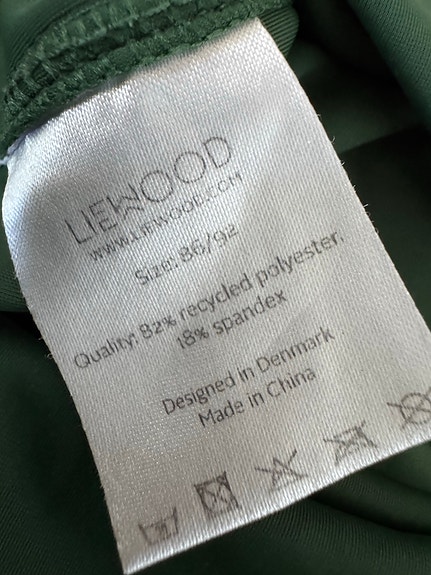 LIEWOOD
WWW.LIEWOOD.COM
Size: 86/92
Quality: 82% recycled polyester,
18% spandex
Designed in Denmark
Made in China